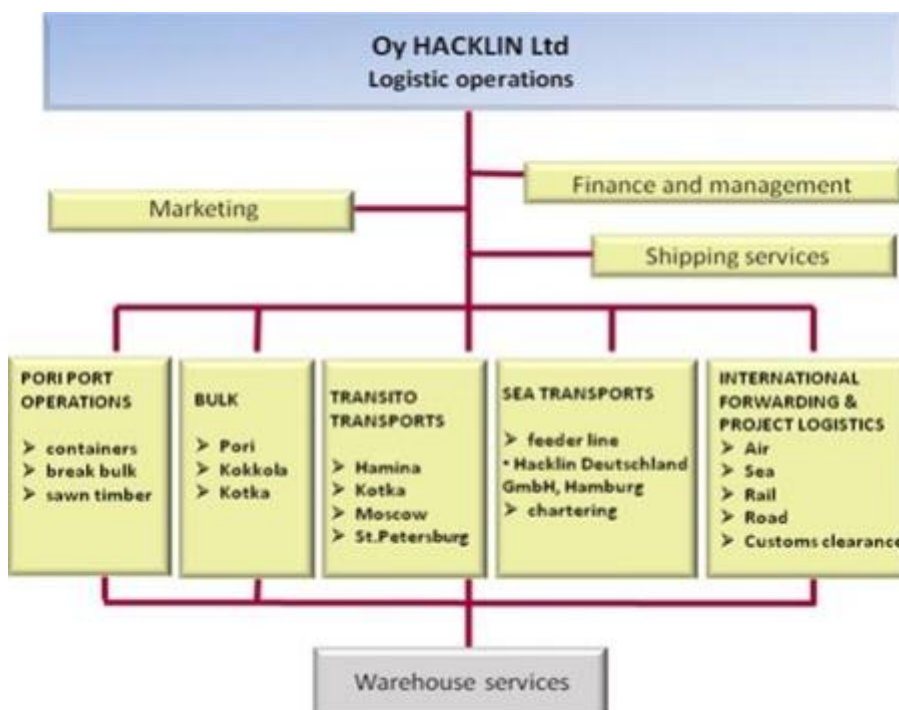 Oy HACKLIN Ltd
Logistic operations
Finance and management
Marketing
Shipping services
PORI PORT
OPERATIONS
➢ containers
➢ break bulk
➢ sawn timber
BULK
➢ Pori
➢ Kokkola
➢ Kotka
TRANSITO
TRANSPORTS
➢ Hamina
➢ Kotka
➢ Moscow
➢ St.Petersburg
SEA TRANSPORTS
➢ feeder line
• Hacklin Deutschland
GmbH, Hamburg
➢ chartering
INTERNATIONAL
FORWARDING &
PROJECT LOGISTICS
➢ Air
➢ Sea
➢ Rail
➢ Road
➢ Customs clearance
Warehouse services